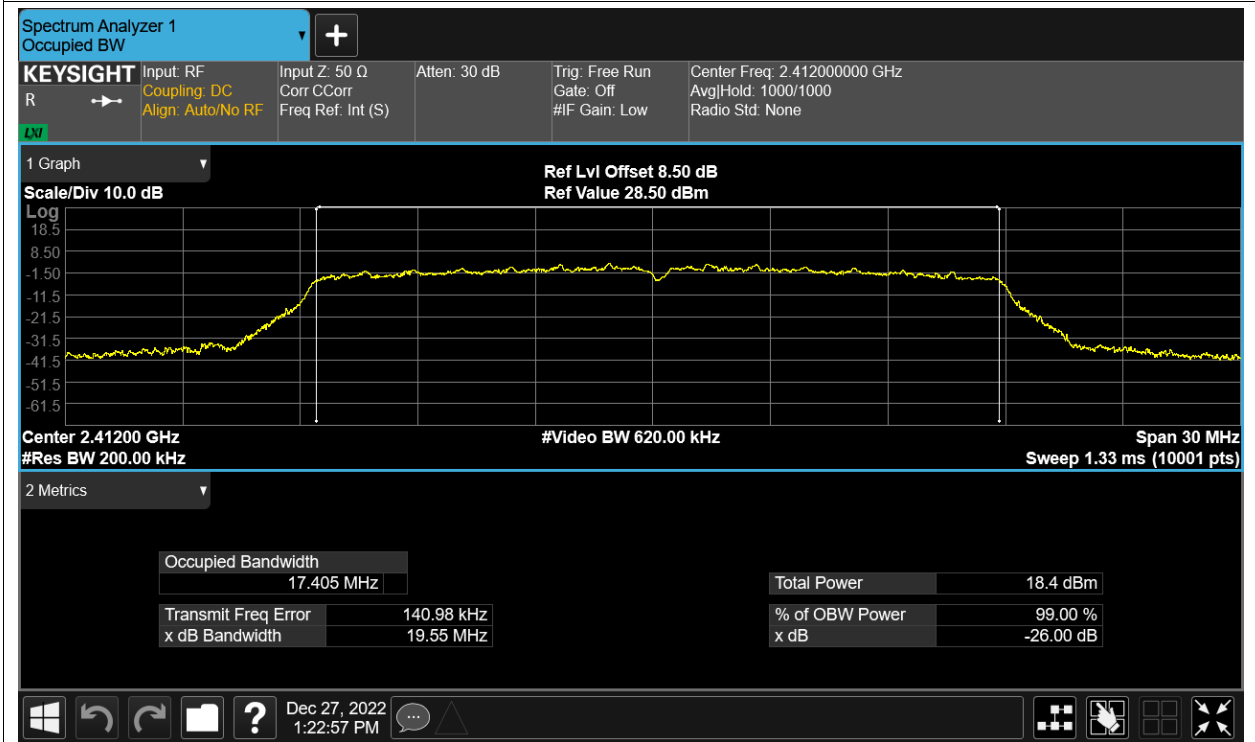 Spectrum Analyzer 1
Occupied BW
KEYSIGHT
R
LXI
Input: RF
Coupling: DC
Align: Auto/No RF
Input Z: 50 Ω
Corr CCorr
Freq Ref: Int (S)
Atten: 30 dB
Trig: Free Run
Gate: Off
#IF Gain: Low
Center Freq: 2.412000000 GHz
Avg|Hold: 1000/1000
Radio Std: None
1 Graph
Scale/Div 10.0 dB
Ref Lvl Offset 8.50 dB
Ref Value 28.50 dBm
Log
18.5
8.50
-1.50
-11.5
-21.5
-31.5
-41.5
-51.5
-61.5
Center 2.41200 GHz
#Video BW 620.00 kHz
Span 30 MHz
#Res BW 200.00 kHz
Sweep 1.33 ms (10001 pts)
2 Metrics
Occupied Bandwidth
17.405 MHz
Transmit Freq Error 140.98 kHz
x dB Bandwidth 19.55 MHz
Total Power 18.4 dBm
% of OBW Power 99.00 %
x dB -26.00 dB
?
Dec 27, 2022
1:22:57 PM